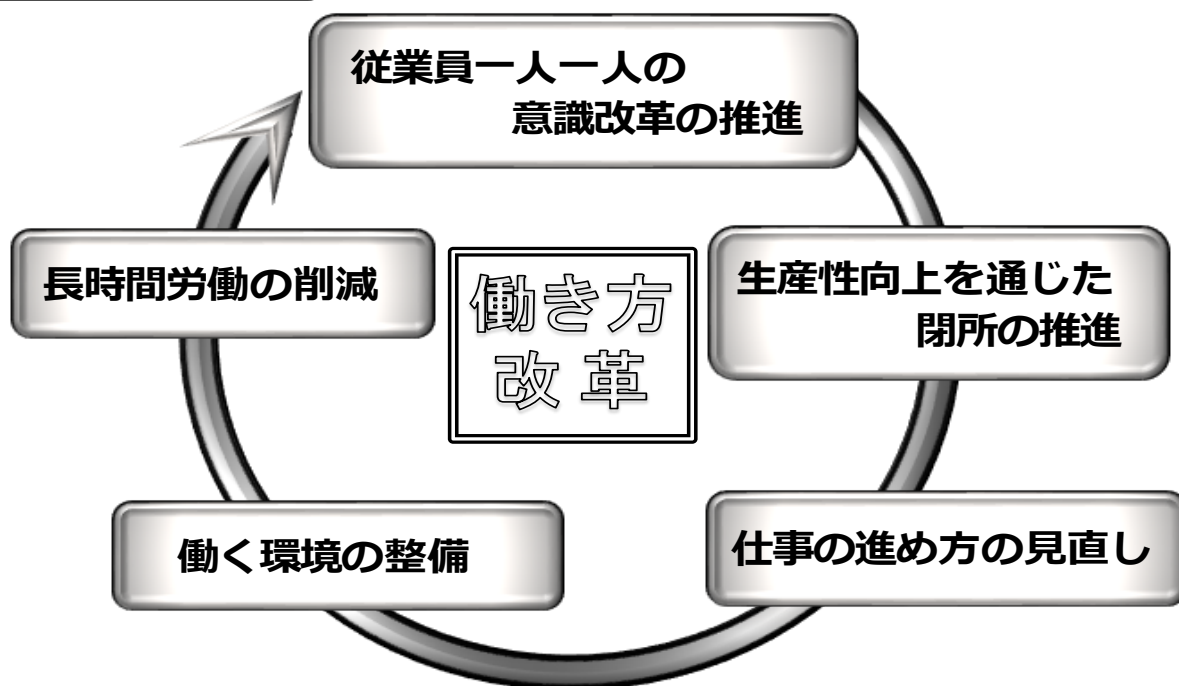 従業員一人一人の
意識改革の推進
生産性向上を通じた
閉所の推進
仕事の進め方の見直し
働く環境の整備
長時間労働の削減
働き方
改革